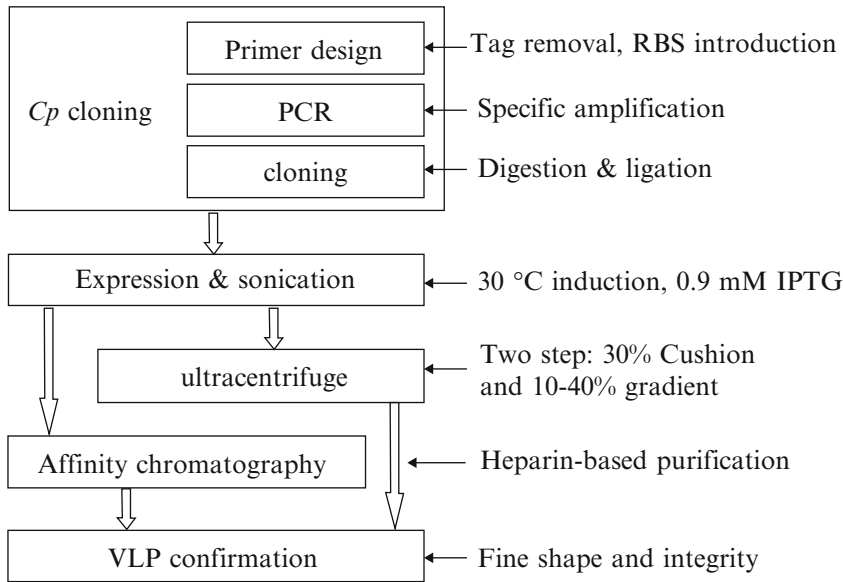 Primer design
Tag removal, RBS introduction
Cp cloning
PCR
Specific amplification
cloning
Digestion & ligation
Expression & sonication
30 °C induction, 0.9 mM IPTG
ultracentrifuge
Two step: 30% Cushion
and 10-40% gradient
Affinity chromatography
Heparin-based purification
VLP confirmation
Fine shape and integrity